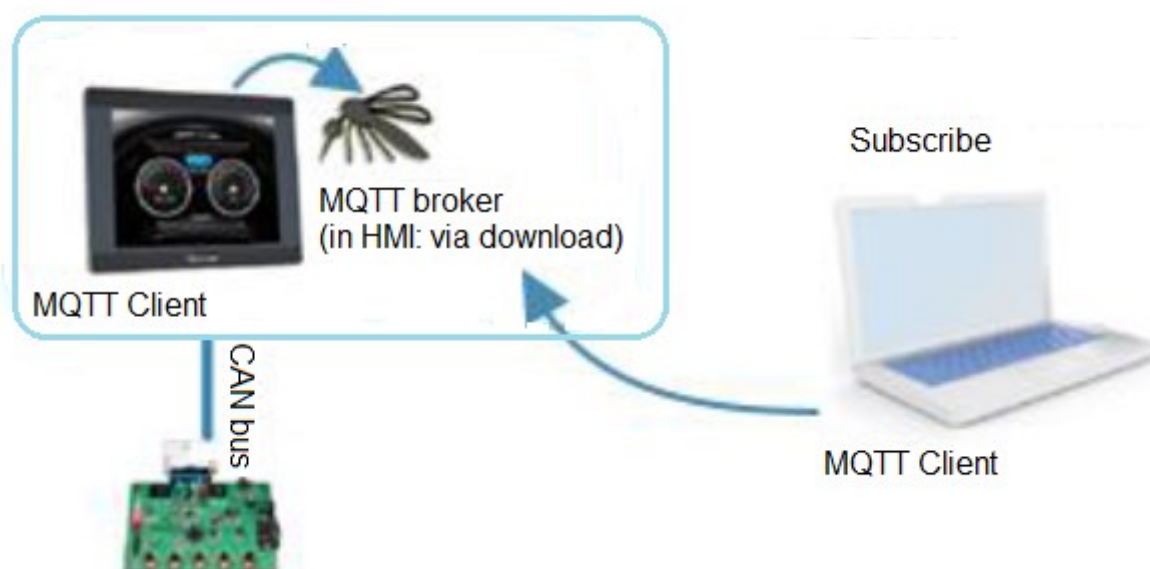 Subscribe
MQTT broker
(in HMI: via download)
MQTT Client
CAN bus
MQTT Client